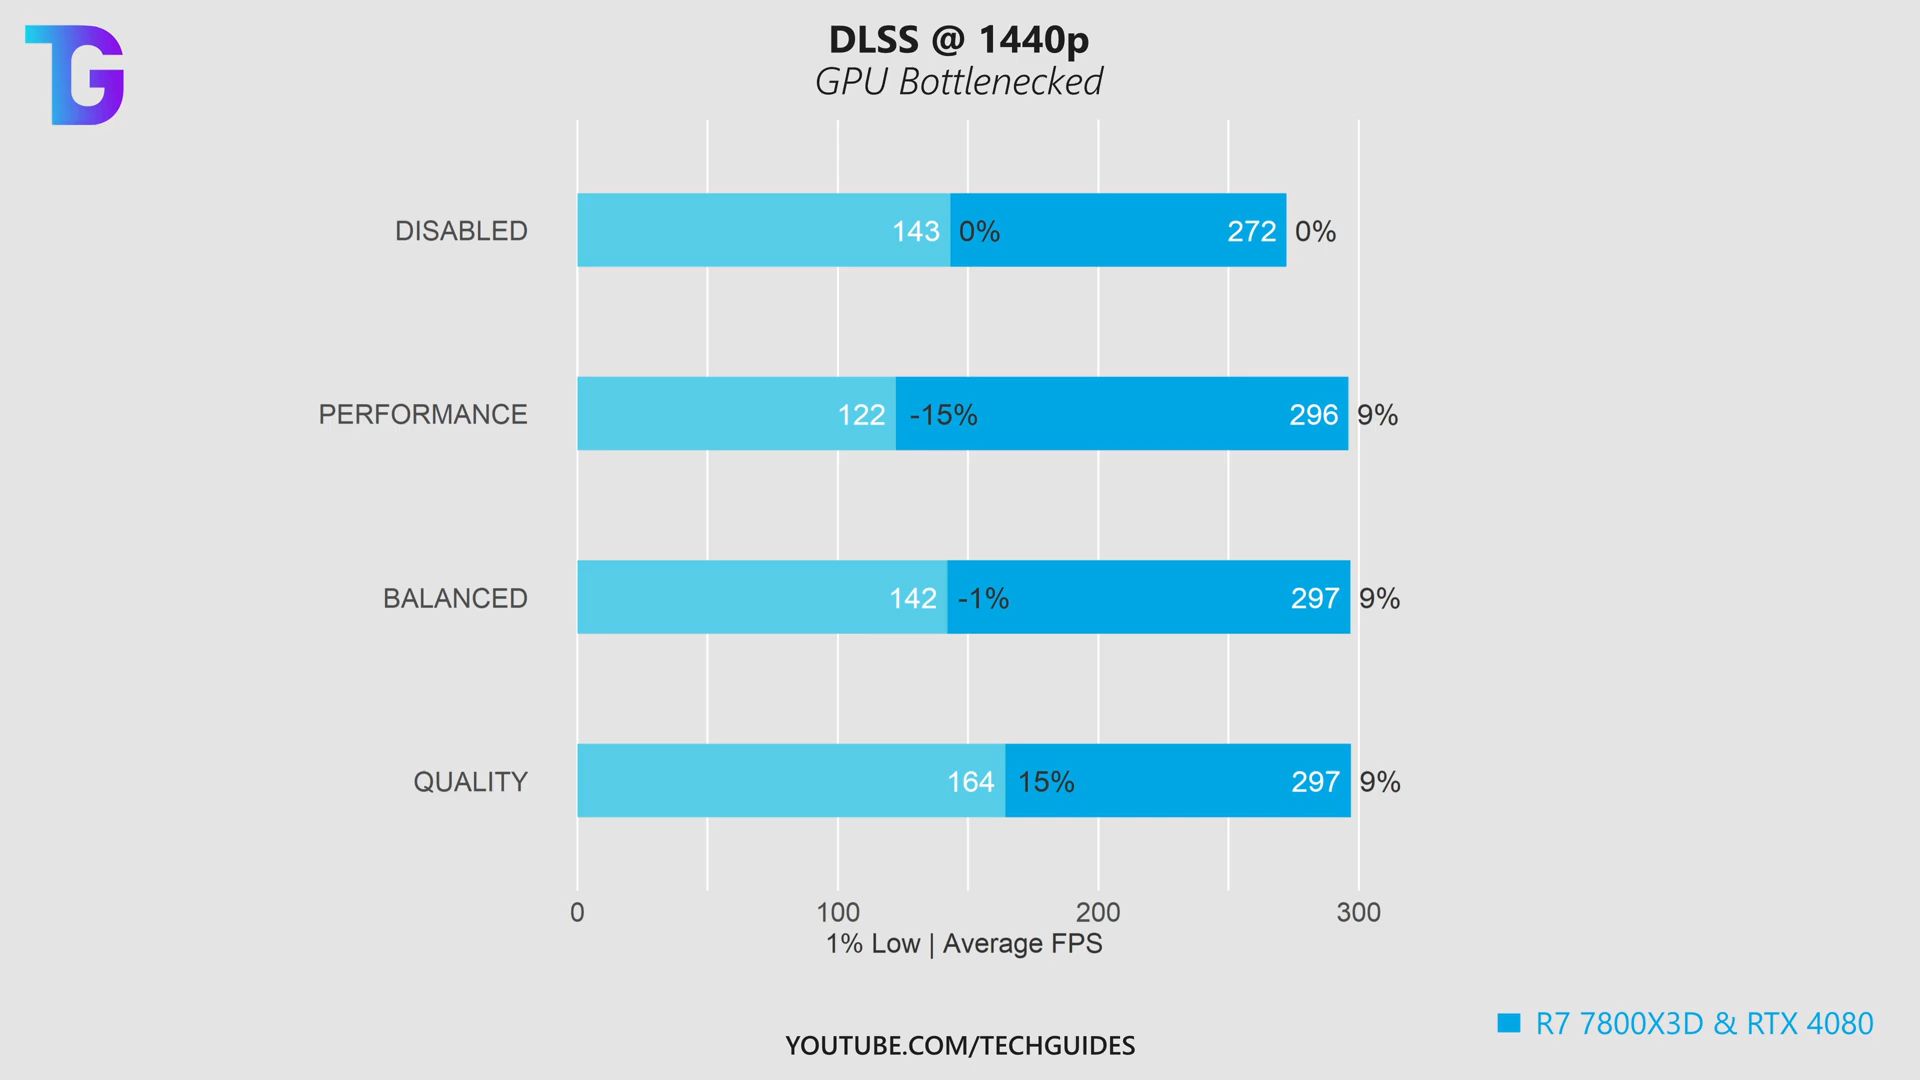 TG
DLSS @ 1440p
GPU Bottlenecked
DISABLED 143 0% 272 0%
PERFORMANCE 122 -15% 296 9%
BALANCED 142 -1% 297 9%
QUALITY 164 15% 297 9%
0 100 200 300
1% Low | Average FPS
R7 7800X3D & RTX 4080
YOUTUBE.COM/TECHGUIDES